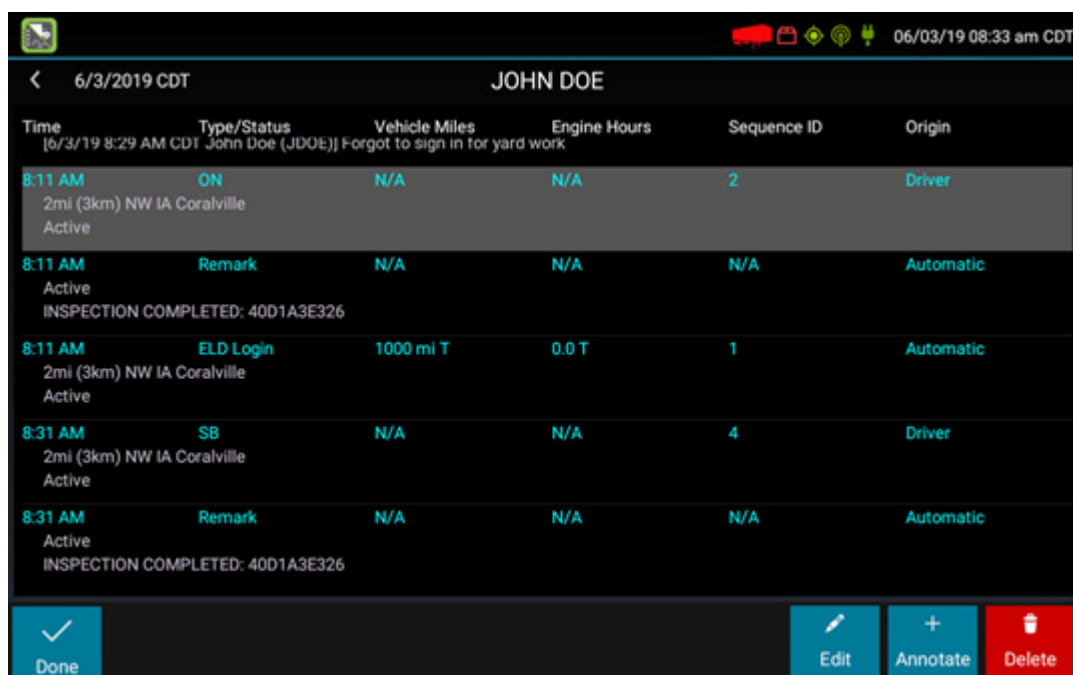 06/03/19 08:33 am CDT
6/3/2019 CDT JOHN DOE
Time Type/Status Vehicle Miles Engine Hours Sequence ID Origin
[6/3/19 8:29 AM CDT John Doe (JDOE)] Forgot to sign in for yard work
8:11 AM ON N/A N/A 2 Driver
2mi (3km) NW IA Coralville
Active
8:11 AM Remark N/A N/A N/A Automatic
Active
INSPECTION COMPLETED: 40D1A3E326
8:11 AM ELD Login 1000 mi T 0.0 T 1 Automatic
2mi (3km) NW IA Coralville
Active
8:31 AM SB N/A N/A 4 Driver
2mi (3km) NW IA Coralville
Active
8:31 AM Remark N/A N/A N/A Automatic
Active
INSPECTION COMPLETED: 40D1A3E326
Done Edit Annotate Delete